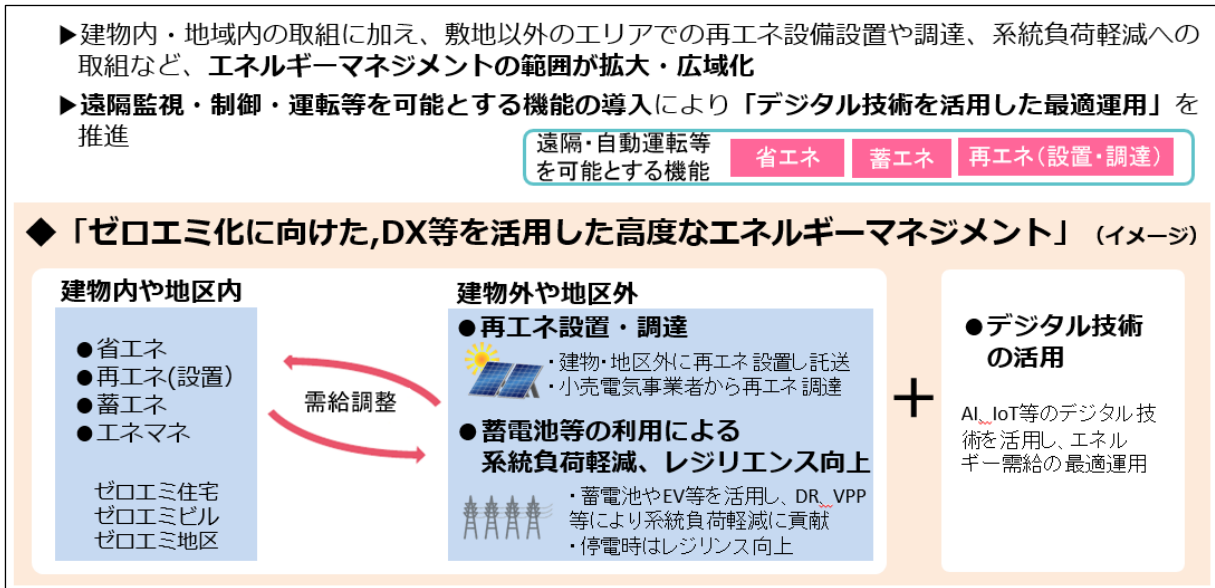 ▶建物内・地域内の取組に加え、敷地以外のエリアでの再エネ設備設置や調達、系統負荷軽減への
取組など、エネルギーマネジメントの範囲が拡大・広域化
▶遠隔監視・制御・運転等を可能とする機能の導入により「デジタル技術を活用した最適運用」を
推進
遠隔・自動運転等
を可能とする機能
省エネ
蓄エネ
再エネ(設置・調達)
◆「ゼロエミ化に向けた,DX等を活用した高度なエネルギーマネジメント」（イメージ）
建物内や地区内
●省エネ
●再エネ(設置)
●蓄エネ
●エネマネ
ゼロエミ住宅
ゼロエミビル
ゼロエミ地区
需給調整
建物外や地区外
●再エネ設置・調達
・建物・地区外に再エネ設置し託送
・小売電気事業者から再エネ調達
●蓄電池等の利用による
系統負荷軽減、レジリエンス向上
・蓄電池やEV等を活用し、DR、VPP
等により系統負荷軽減に貢献
・停電時はレジリンス向上
＋
●デジタル技術
の活用
AI、IoT等のデジタル技
術を活用し、エネル
ギー需給の最適運用